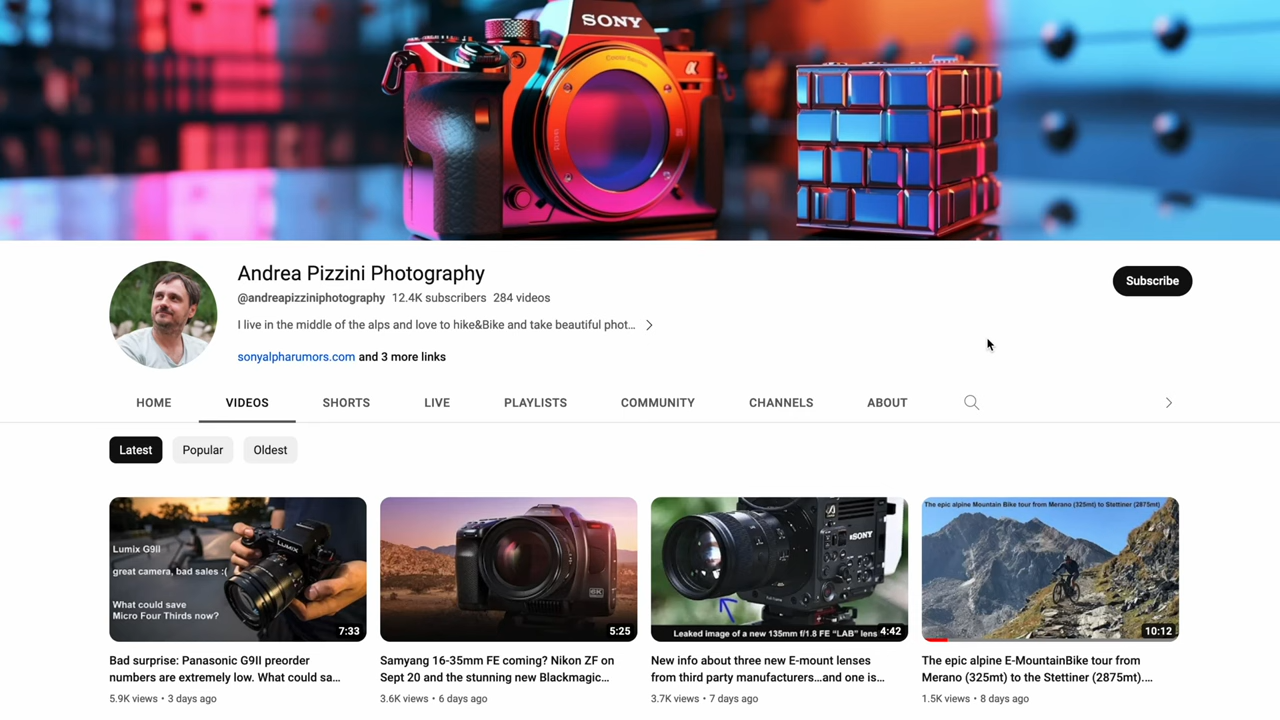 SONY
α
Andrea Pizzini Photography
Subscribe
@andreapizziniphotography 12.4K subscribers 284 videos
I live in the middle of the alps and love to hike&Bike and take beautiful phot...
sonyalpharumors.com and 3 more links
HOME VIDEOS SHORTS LIVE PLAYLISTS COMMUNITY CHANNELS ABOUT
Latest Popular Oldest
Lumix G9II
great camera, bad sales :(
What could save
Micro Four Thirds now?
LUMIX
7:33
6K
5:25
SONY
Leaked image of a new 135mm f/1.8 FE “LAB” lens
4:42
The epic alpine Mountain Bike tour from Merano (325mt) to Stettiner (2875mt)
10:12
Bad surprise: Panasonic G9II preorder
numbers are extremely low. What could sa...
5.9K views • 3 days ago
Samyang 16-35mm FE coming? Nikon ZF on
Sept 20 and the stunning new Blackmagic...
3.6K views • 6 days ago
New info about three new E-mount lenses
from third party manufacturers...and one is...
3.7K views • 7 days ago
The epic alpine E-MountainBike tour from
Merano (325mt) to the Stettiner (2875mt)....
1.5K views • 8 days ago